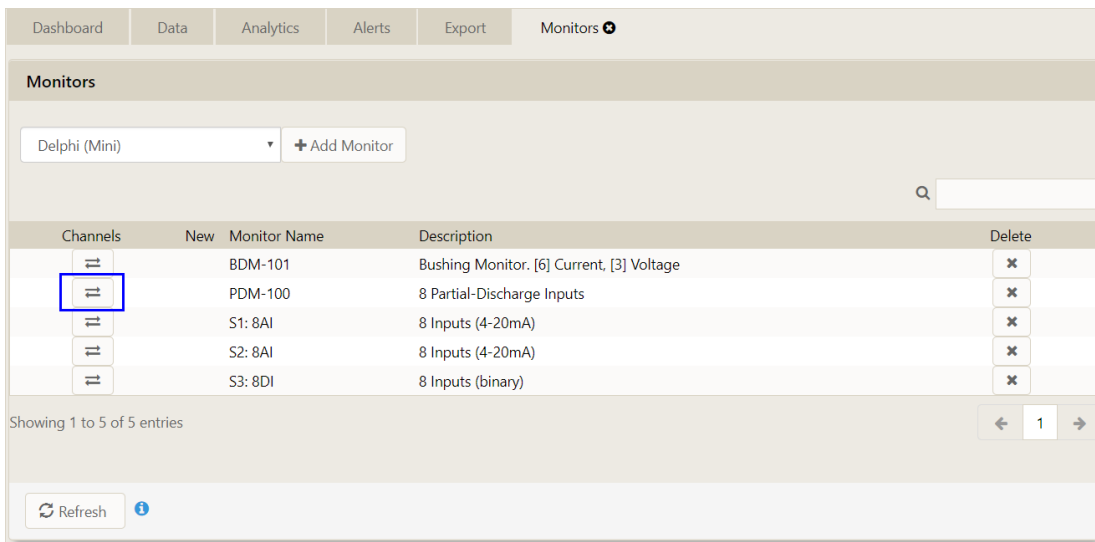 Dashboard Data Analytics Alerts Export Monitors
Monitors
Delphi (Mini) Add Monitor
Channels New Monitor Name Description Delete
BDM-101 Bushing Monitor. [6] Current, [3] Voltage
PDM-100 8 Partial-Discharge Inputs
S1: 8AI 8 Inputs (4-20mA)
S2: 8AI 8 Inputs (4-20mA)
S3: 8DI 8 Inputs (binary)
Showing 1 to 5 of 5 entries 1
Refresh